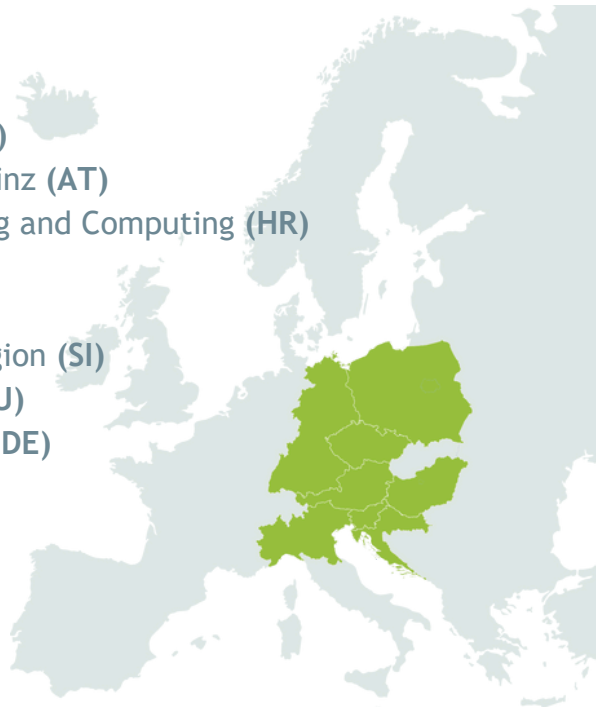 )
inz (AT)
g and Computing (HR)
gion (SI)
U)
DE)